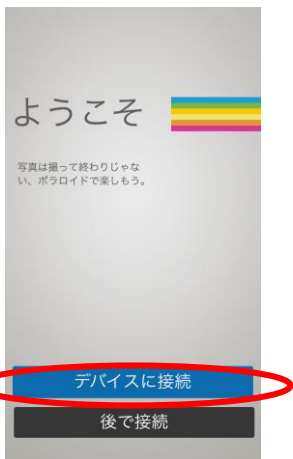 ようこそ
写真は撮って終わりじゃな
い、ポラロイドで楽しもう。
デバイスに接続
後で接続